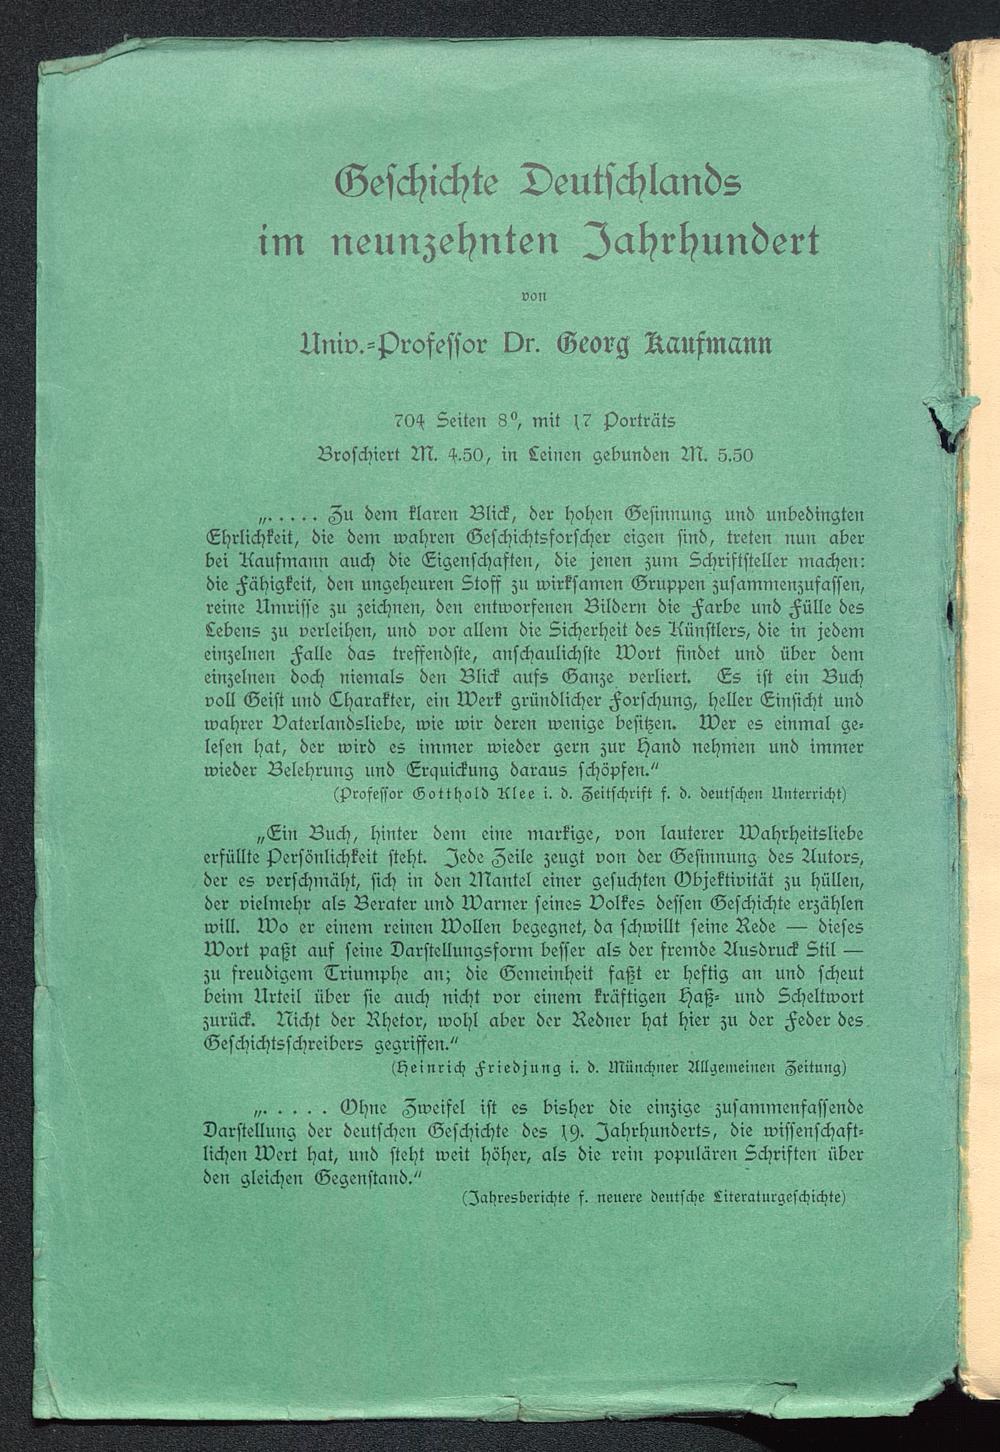 Geschichte Deutschlands
im neunzehnten Jahrhundert
von
Univ.-Professor Dr. Georg Kaufmann
704 Seiten 8⁰, mit 17 Porträts
Broschiert M. 4.50, in Leinen gebunden M. 5.50
„..... Zu dem klaren Blick, der hohen Gesinnung und unbedingten
Ehrlichkeit, die dem wahren Geschichtsforscher eigen sind, treten nun aber
bei Kaufmann auch die Eigenschaften, die jenen zum Schriftsteller machen:
die Fähigkeit, den ungeheuren Stoff zu wirksamen Gruppen zusammenzufassen,
reine Umrisse zu zeichnen, den entworfenen Bildern die Farbe und Fülle des
Lebens zu verleihen, und vor allem die Sicherheit des Künstlers, die in jedem
einzelnen Falle das treffendste, anschaulichste Wort findet und über dem
einzelnen doch niemals den Blick aufs Ganze verliert. Es ist ein Buch
voll Geist und Charakter, ein Werk gründlicher Forschung, heller Einsicht und
wahrer Vaterlandsliebe, wie wir deren wenige besitzen. Wer es einmal ge-
lesen hat, der wird es immer wieder gern zur Hand nehmen und immer
wieder Belehrung und Erquickung daraus schöpfen.“
(Professor Gotthold Klee i. d. Zeitschrift f. d. deutschen Unterricht)
„Ein Buch, hinter dem eine markige, von lauterer Wahrheitsliebe
erfüllte Persönlichkeit steht. Jede Zeile zeugt von der Gesinnung des Autors,
der es verschmäht, sich in den Mantel einer gesuchten Objektivität zu hüllen,
der vielmehr als Berater und Warner seines Volkes dessen Geschichte erzählen
will. Wo er einem reinen Wollen begegnet, da schwillt seine Rede — dieses
Wort paßt auf seine Darstellungsform besser als der fremde Ausdruck Stil —
zu freudigem Triumphe an; die Gemeinheit faßt er heftig an und scheut
beim Urteil über sie auch nicht vor einem kräftigen Haß- und Scheltwort
zurück. Nicht der Rhetor, wohl aber der Redner hat hier zu der Feder des
Geschichtsschreibers gegriffen.“
(Heinrich Friedjung i. d. Münchner Allgemeinen Zeitung)
„..... Ohne Zweifel ist es bisher die einzige zusammenfassende
Darstellung der deutschen Geschichte des 19. Jahrhunderts, die wissenschaft-
lichen Wert hat, und steht weit höher, als die rein populären Schriften über
den gleichen Gegenstand.“
(Jahresberichte f. neuere deutsche Literaturgeschichte)